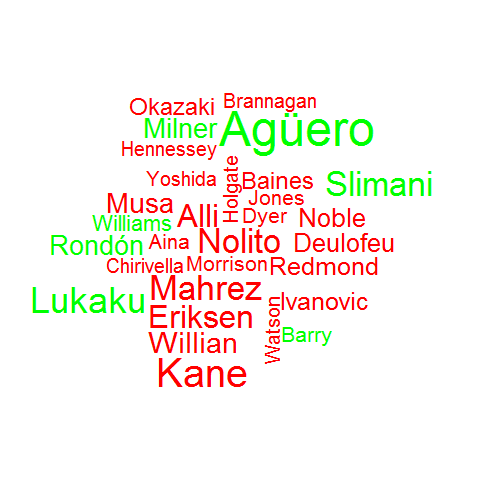 Brannagan
Okazaki
Milner
Agüero
Hennessey
Yoshida
Holgate
Baines
Slimani
Jones
Musa
Alli
Dyer
Noble
Williams
Rondón
Aina
Nolito
Deulofeu
Chirivella
Morrison
Redmond
Mahrez
Lukaku
Ivanovic
Eriksen
Watson
Barry
Willian
Kane